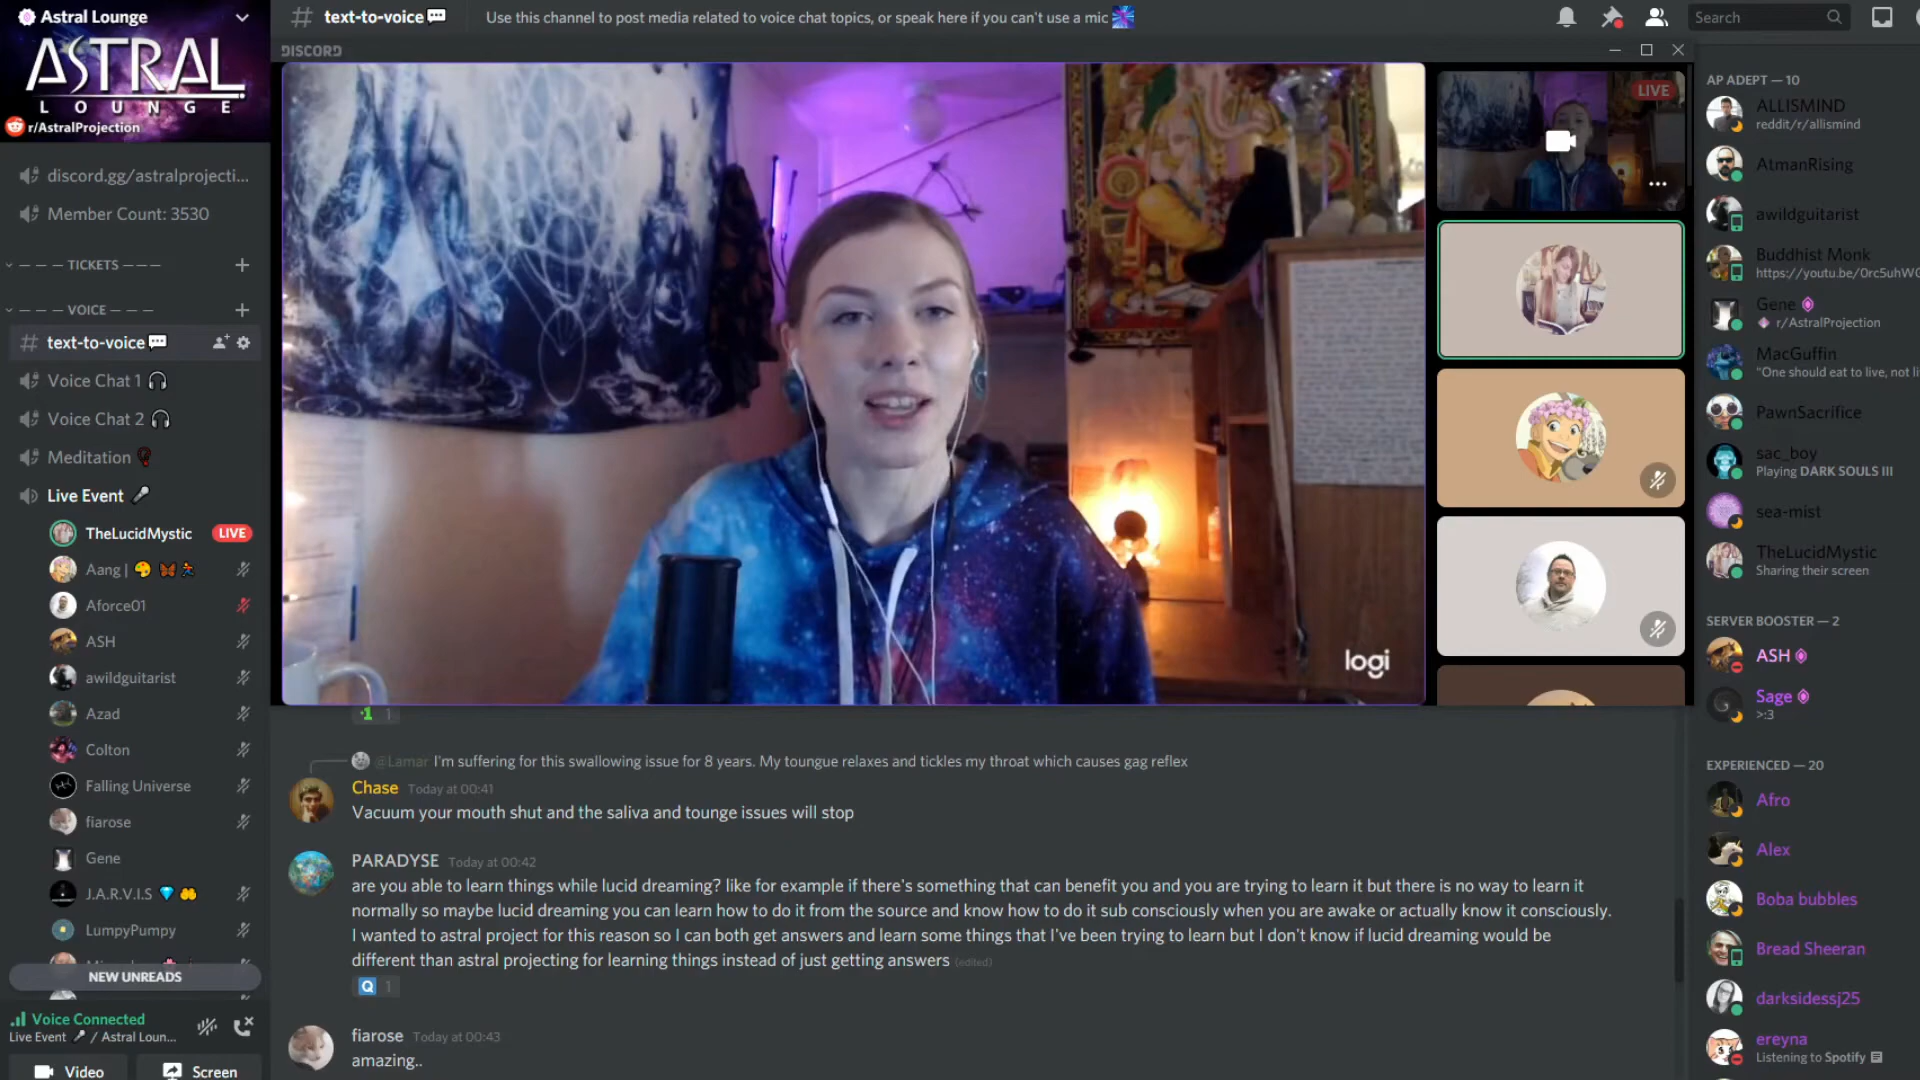 Astral Lounge
ASTRAL
LOUNGE
r/AstralProjection
discord.gg/astralprojecti...
Member Count: 3530
– – – TICKETS – – –
– – – VOICE – – –
text-to-voice
Voice Chat 1
Voice Chat 2
Meditation
Live Event
TheLucidMystic LIVE
Aang |
Aforce01
ASH
awildguitarist
Azad
Colton
Falling Universe
fiarose
Gene
J.A.R.V.I.S
LumpyPumpy
NEW UNREADS
Voice Connected
Live Event / Astral Loun...
Video Screen
text-to-voice Use this channel to post media related to voice chat topics, or speak here if you can't use a mic
Search
DISCORD
LIVE
logi
1
@Lamar I'm suffering for this swallowing issue for 8 years. My toungue relaxes and tickles my throat which causes gag reflex
Chase Today at 00:41
Vacuum your mouth shut and the saliva and tounge issues will stop
PARADYSE Today at 00:42
are you able to learn things while lucid dreaming? like for example if there's something that can benefit you and you are trying to learn it but there is no way to learn it
normally so maybe lucid dreaming you can learn how to do it from the source and know how to do it sub consciously when you are awake or actually know it consciously.
I wanted to astral project for this reason so I can both get answers and learn some things that I've been trying to learn but I don't know if lucid dreaming would be
different than astral projecting for learning things instead of just getting answers (edited)
Q 1
fiarose Today at 00:43
amazing..
AP ADEPT — 10
ALLISMIND
reddit/r/allismind
AtmanRising
awildguitarist
Buddhist Monk
https://youtu.be/0rc5uhW
Gene
r/AstralProjection
MacGuffin
"One should eat to live, not li
PawnSacrifice
sac_boy
Playing DARK SOULS III
sea-mist
TheLucidMystic
Sharing their screen
SERVER BOOSTER — 2
ASH
Sage
>:3
EXPERIENCED — 20
Afro
Alex
Boba bubbles
Bread Sheeran
darksidessj25
ereyna
Listening to Spotify